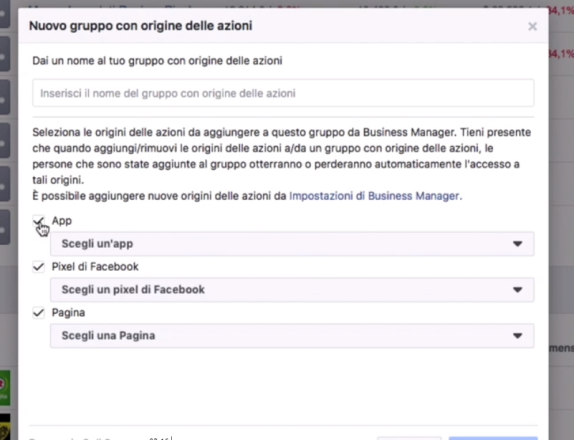 Nuovo gruppo con origine delle azioni
Dai un nome al tuo gruppo con origine delle azioni
Inserisci il nome del gruppo con origine delle azioni
Seleziona le origini delle azioni da aggiungere a questo gruppo da Business Manager. Tieni presente
che quando aggiungi/rimuovi le origini delle azioni a/da un gruppo con origine delle azioni, le
persone che sono state aggiunte al gruppo otterranno o perderanno automaticamente l'accesso a
tali origini.
È possibile aggiungere nuove origini delle azioni da Impostazioni di Business Manager.
App
Scegli un'app
Pixel di Facebook
Scegli un pixel di Facebook
Pagina
Scegli una Pagina